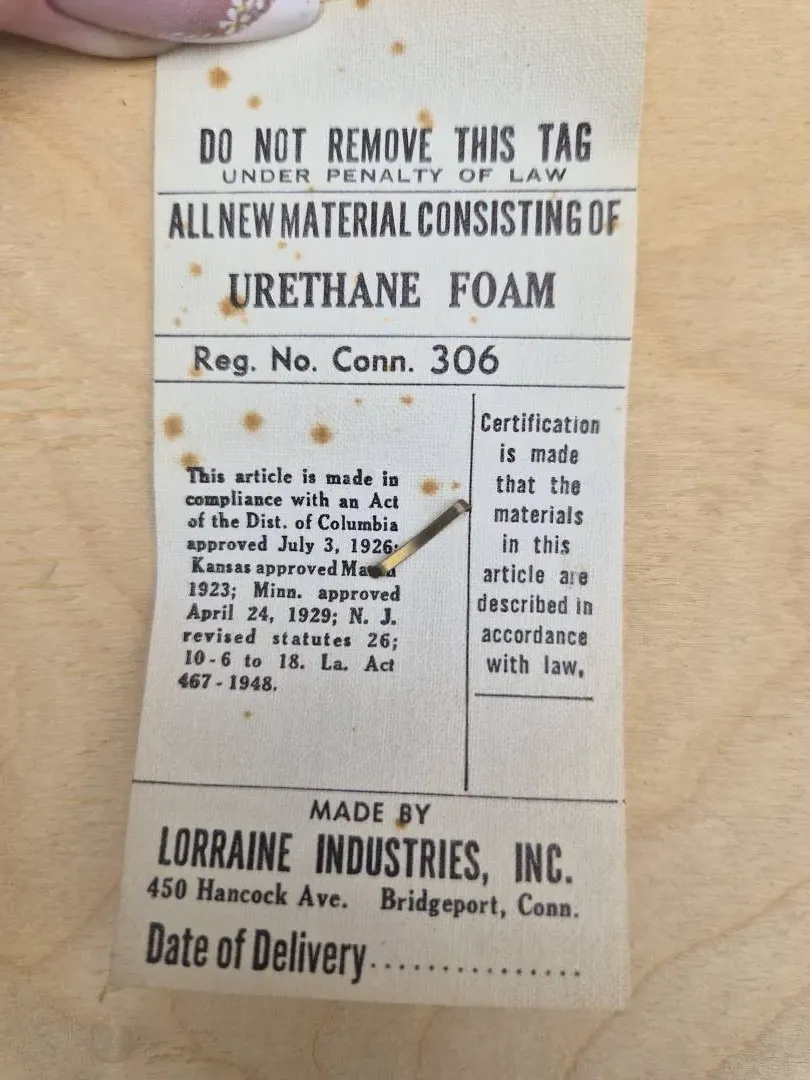 DO NOT REMOVE THIS TAG
UNDER PENALTY OF LAW
ALL NEW MATERIAL CONSISTING OF
URETHANE FOAM
Reg. No. Conn. 306
This article is made in
compliance with an Act
of the Dist. of Columbia
approved July 3, 1926;
Kansas approved
1923; Minn. approved
April 24, 1929; N. J.
revised statutes 26;
10-6 to 18. La. Act
467-1948.
Certification
is made
that the
materials
in this
article are
described in
accordance
with law,
MADE BY
LORRAINE INDUSTRIES, INC.
450 Hancock Ave. Bridgeport, Conn.
Date of Delivery...............